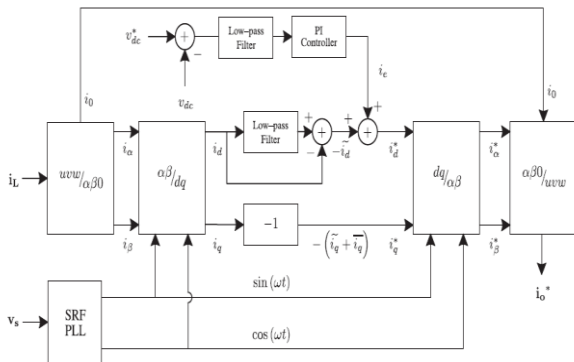 v*dc
+
−
Low–pass
Filter
PI
Controller
vdc
ie
i0
i0
iL
uvw/αβ0
iα
iβ
αβ/dq
id
iq
Low–pass
Filter
+
−
+
+
+
−ĩd
i*d
−1
−(ĩq + īq)
i*q
dq/αβ
i*α
i*β
αβ0/uvw
io*
vs
SRF
PLL
sin (ωt)
cos (ωt)